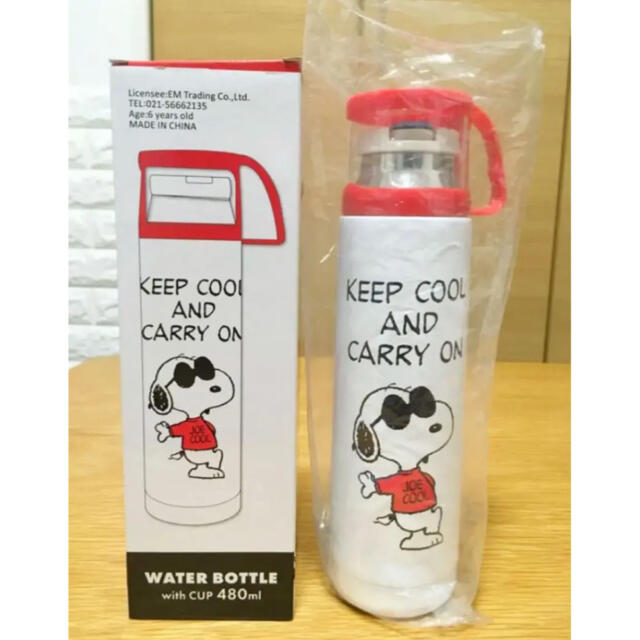 Licensee:EM Trading Co.,Ltd.
TEL:021-56662135
Age:6 years old
MADE IN CHINA
KEEP COOL
AND
CARRY ON
JOE
COOL
WATER BOTTLE
with CUP 480ml
KEEP COOL
AND
CARRY ON
JOE
COOL